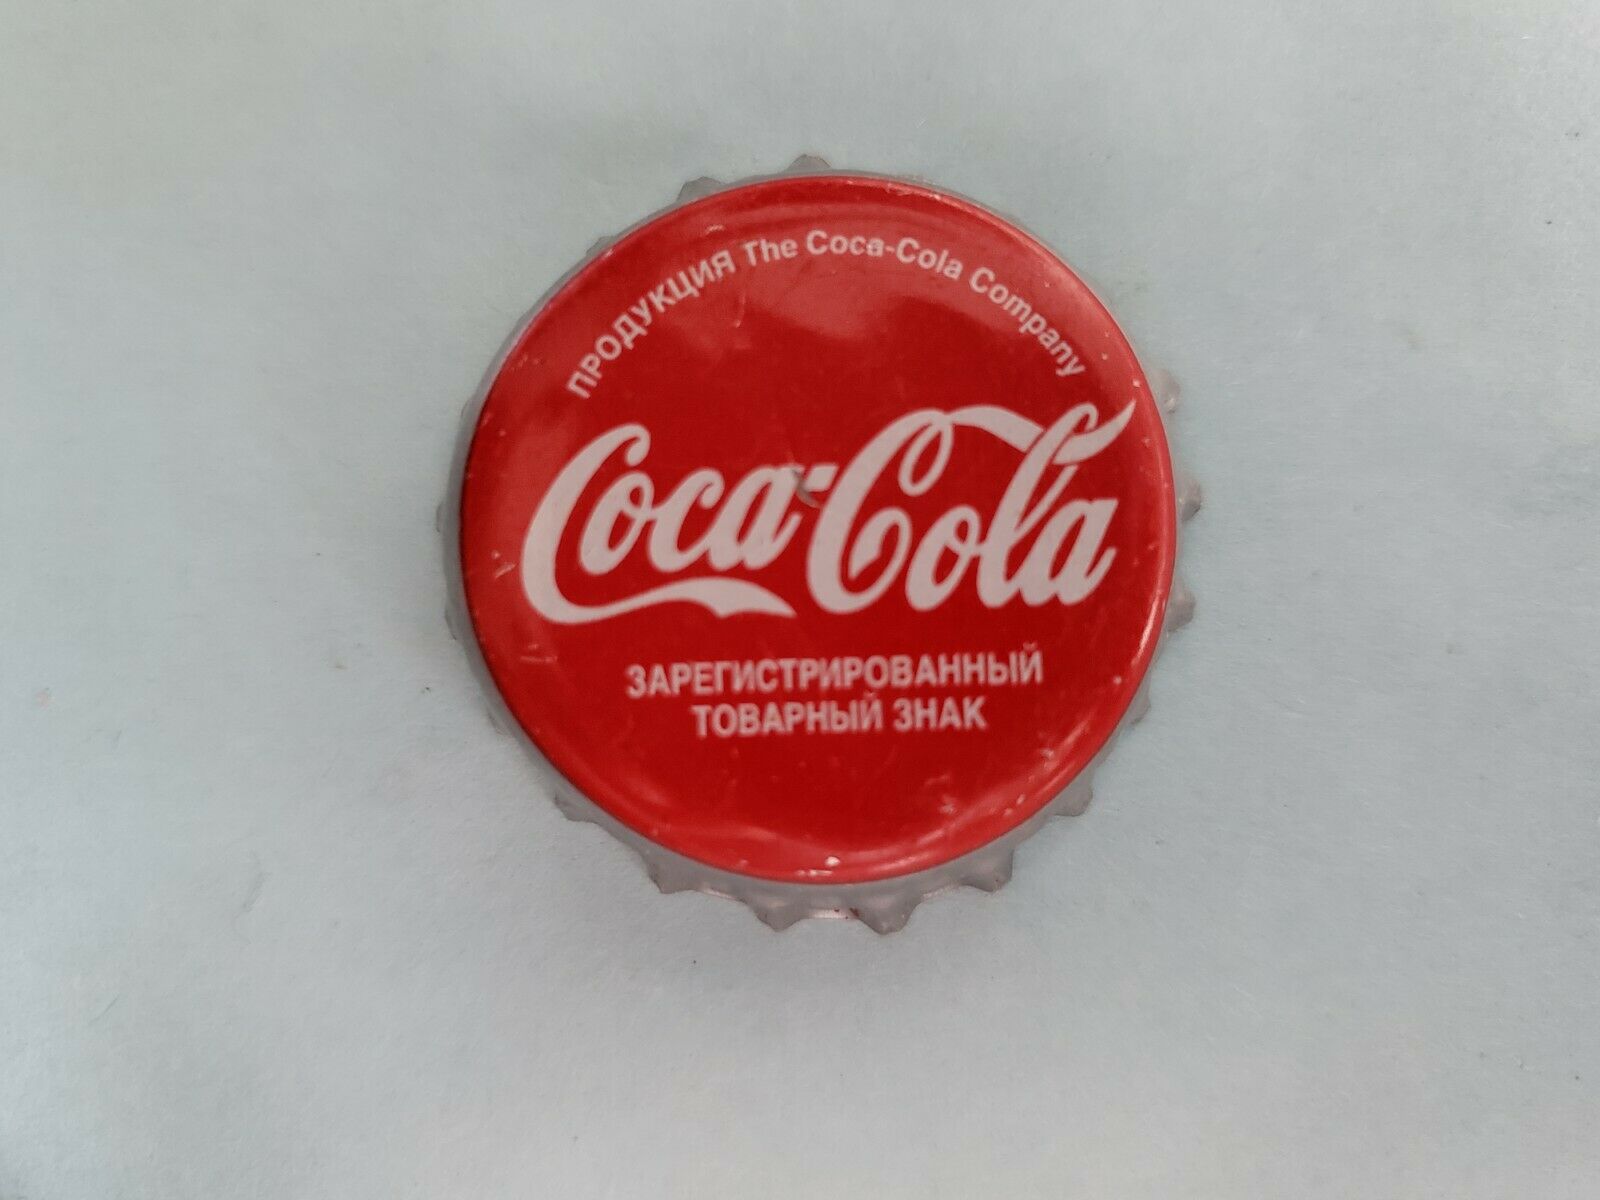 ПРОДУКЦИЯ The Coca-Cola Company
Coca-Cola
ЗАРЕГИСТРИРОВАННЫЙ
ТОВАРНЫЙ ЗНАК